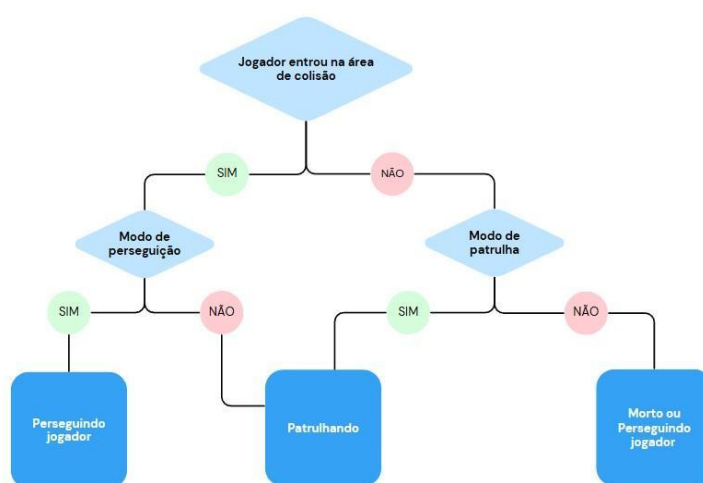 Jogador entrou na área
de colisão
SIM
NÃO
Modo de
perseguição
Modo de
patrulha
SIM
NÃO
SIM
NÃO
Perseguindo
jogador
Patrulhando
Morto ou
Perseguindo
jogador